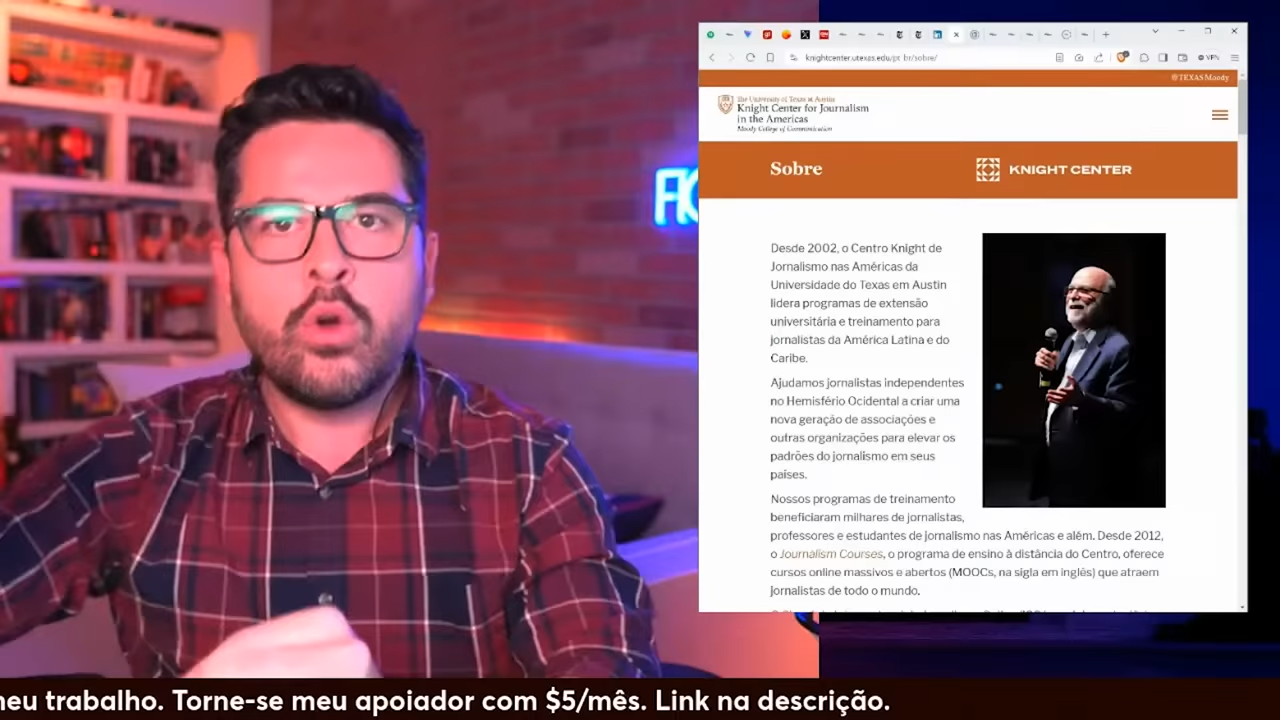 knightcenter.utexas.edu/pt-br/sobre/
VPN
TEXAS Moody
The University of Texas at Austin
Knight Center for Journalism
in the Americas
Moody College of Communication
Sobre
KNIGHT CENTER
Desde 2002, o Centro Knight de
Jornalismo nas Américas da
Universidade do Texas em Austin
lidera programas de extensão
universitária e treinamento para
jornalistas da América Latina e do
Caribe.
Ajudamos jornalistas independentes
no Hemisfério Ocidental a criar uma
nova geração de associações e
outras organizações para elevar os
padrões do jornalismo em seus
países.
Nossos programas de treinamento
beneficiaram milhares de jornalistas,
professores e estudantes de jornalismo nas Américas e além. Desde 2012,
o Journalism Courses, o programa de ensino à distância do Centro, oferece
cursos online massivos e abertos (MOOCs, na sigla em inglês) que atraem
jornalistas de todo o mundo.
meu trabalho. Torne-se meu apoiador com $5/mês. Link na descrição.